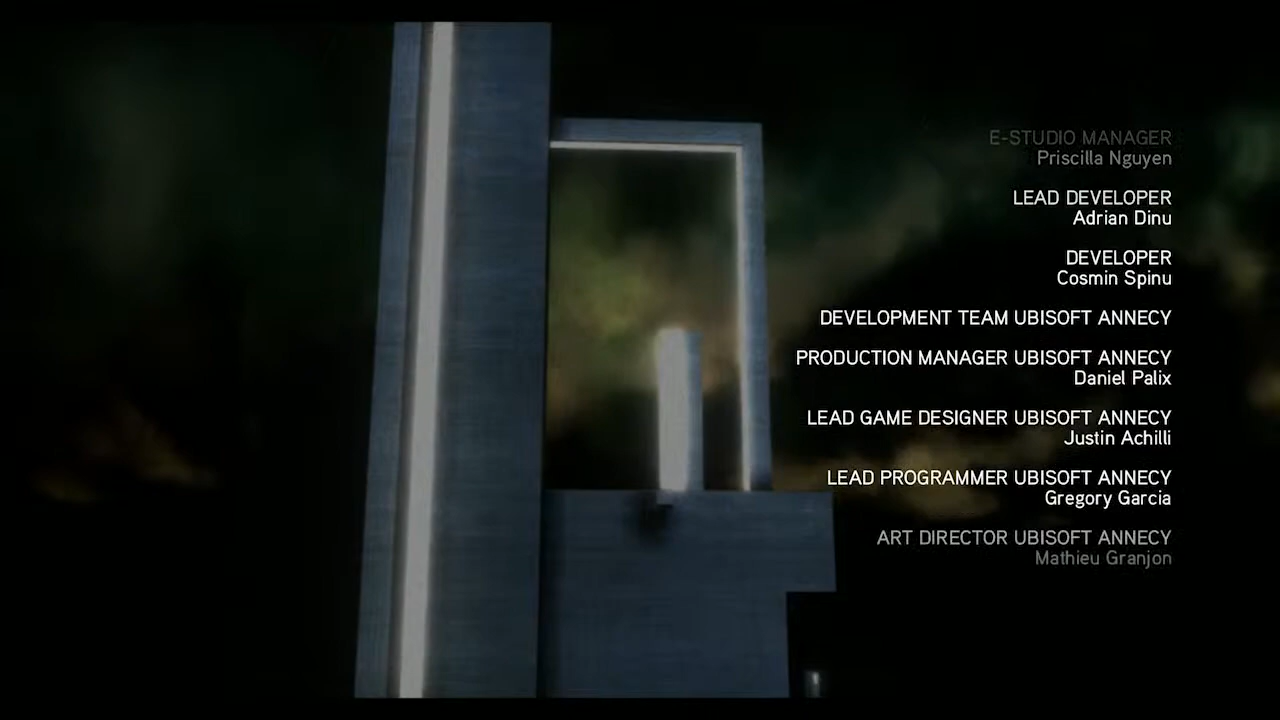 E-STUDIO MANAGER
Priscilla Nguyen
LEAD DEVELOPER
Adrian Dinu
DEVELOPER
Cosmin Spinu
DEVELOPMENT TEAM UBISOFT ANNECY
PRODUCTION MANAGER UBISOFT ANNECY
Daniel Palix
LEAD GAME DESIGNER UBISOFT ANNECY
Justin Achilli
LEAD PROGRAMMER UBISOFT ANNECY
Gregory Garcia
ART DIRECTOR UBISOFT ANNECY
Mathieu Granjon